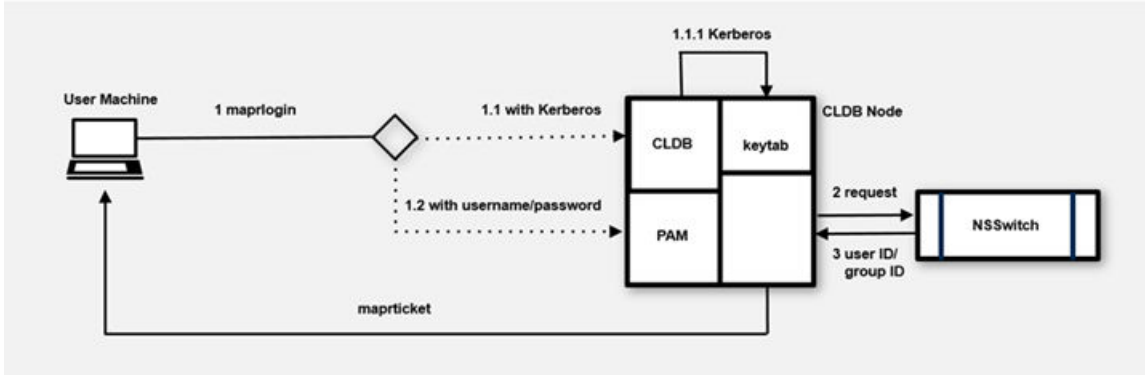 1.1.1 Kerberos
User Machine
1 maprlogin
1.1 with Kerberos
CLDB Node
CLDB
keytab
2 request
1.2 with username/password
PAM
NSSwitch
3 user ID/
group ID
maprticket